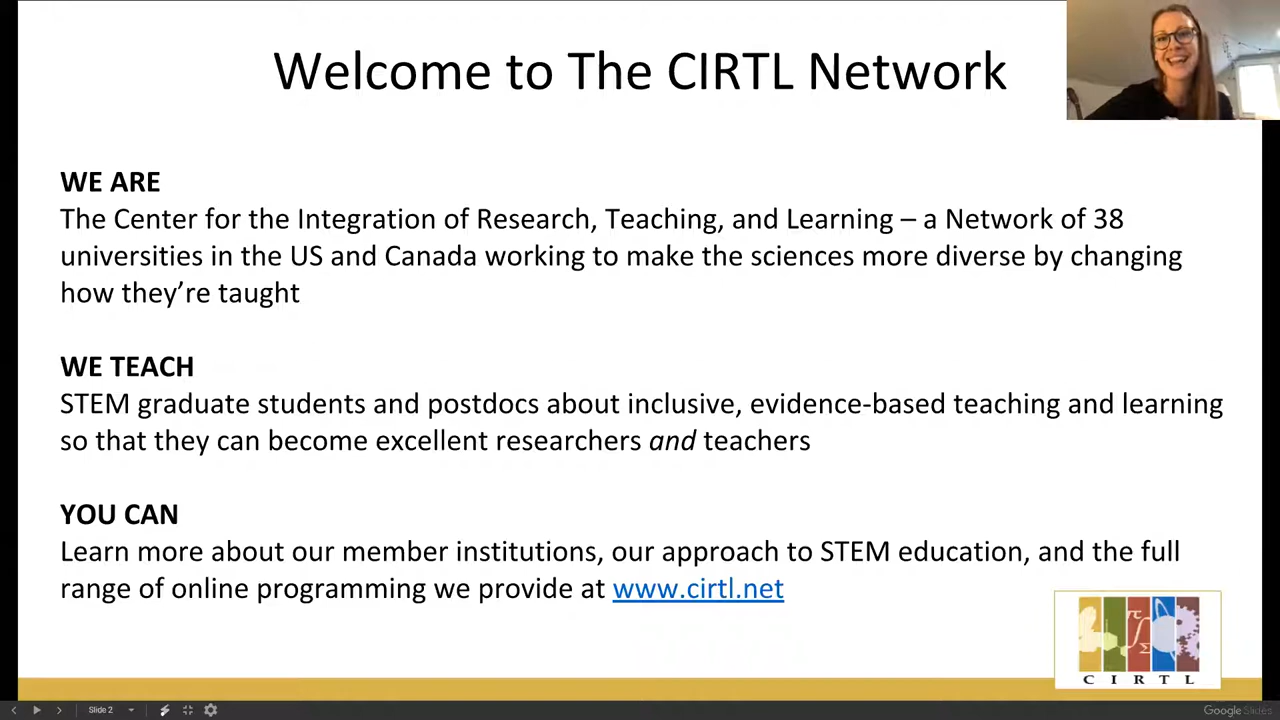 Welcome to The CIRTL Network
WE ARE
The Center for the Integration of Research, Teaching, and Learning – a Network of 38
universities in the US and Canada working to make the sciences more diverse by changing
how they’re taught
WE TEACH
STEM graduate students and postdocs about inclusive, evidence-based teaching and learning
so that they can become excellent researchers and teachers
YOU CAN
Learn more about our member institutions, our approach to STEM education, and the full
range of online programming we provide at www.cirtl.net
π
∫
Σ
C I R T L
Slide 2
Google Slides